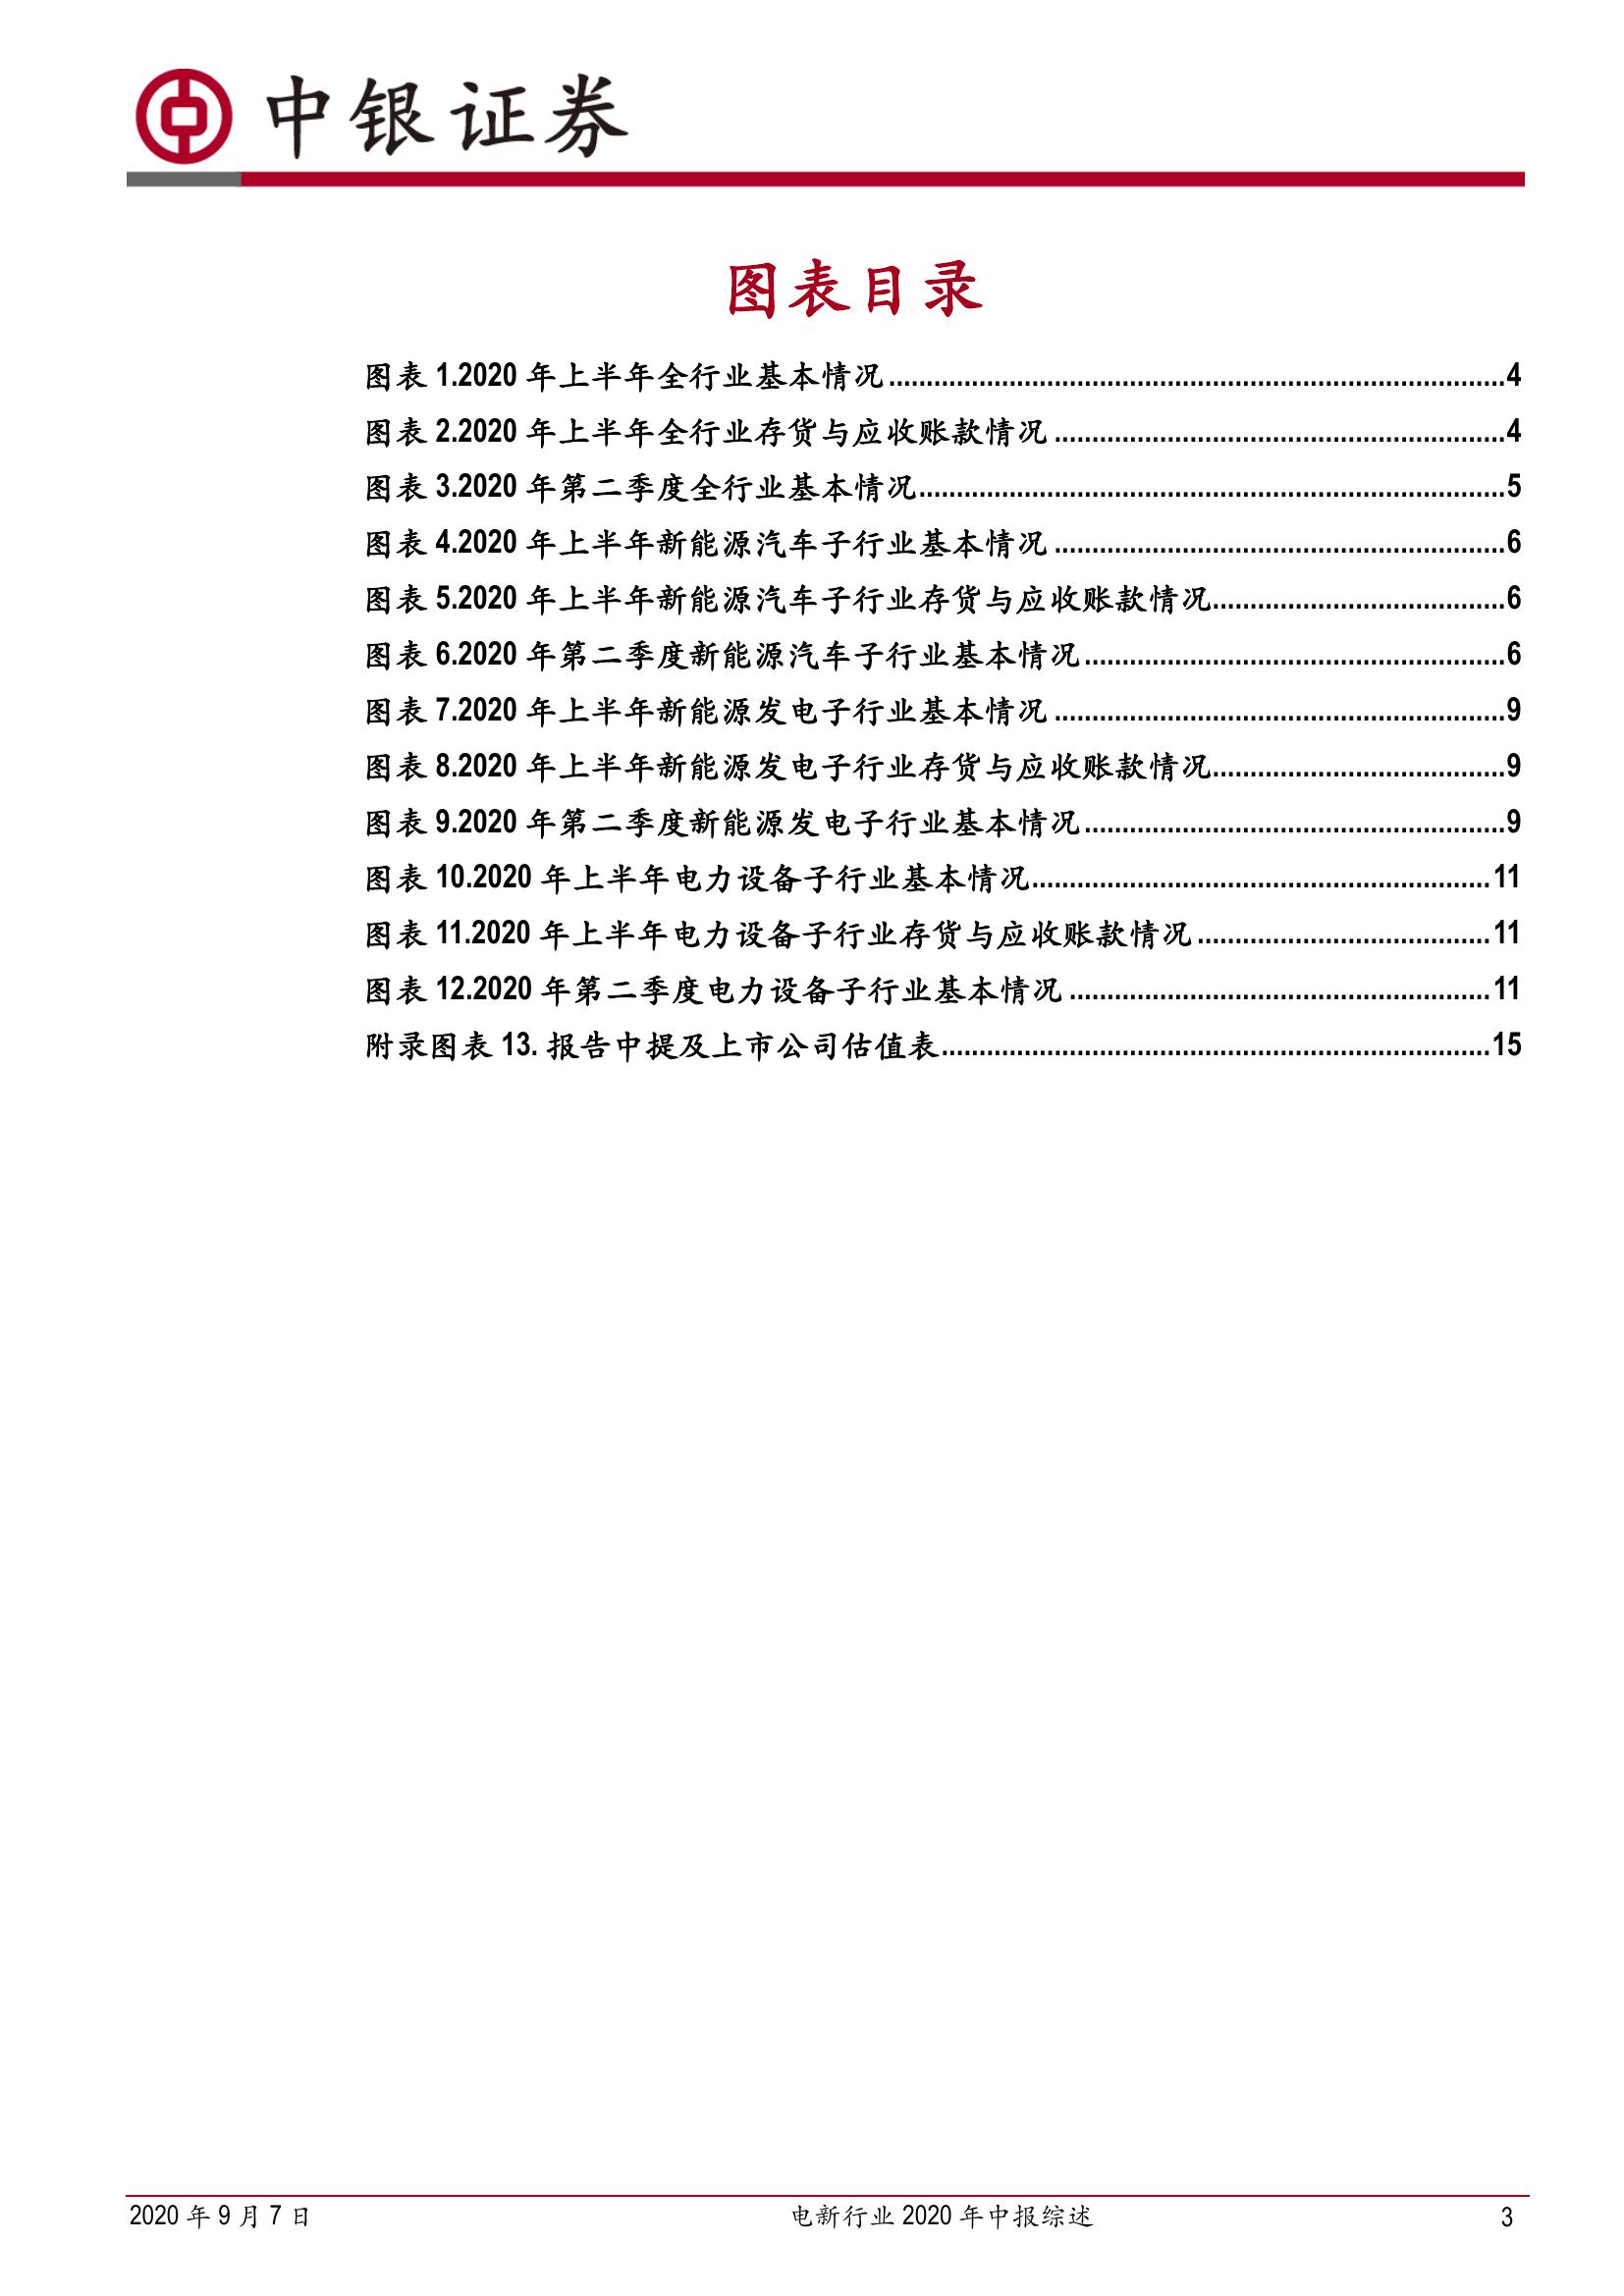 中银证券
图表目录
图表 1.2020 年上半年全行业基本情况........................................4
图表 2.2020 年上半年全行业存货与应收账款情况........................................4
图表 3.2020 年第二季度全行业基本情况........................................5
图表 4.2020 年上半年新能源汽车子行业基本情况........................................6
图表 5.2020 年上半年新能源汽车子行业存货与应收账款情况........................................6
图表 6.2020 年第二季度新能源汽车子行业基本情况........................................6
图表 7.2020 年上半年新能源发电子行业基本情况........................................9
图表 8.2020 年上半年新能源发电子行业存货与应收账款情况........................................9
图表 9.2020 年第二季度新能源发电子行业基本情况........................................9
图表 10.2020 年上半年电力设备子行业基本情况........................................11
图表 11.2020 年上半年电力设备子行业存货与应收账款情况........................................11
图表 12.2020 年第二季度电力设备子行业基本情况........................................11
附录图表 13. 报告中提及上市公司估值表........................................15
2020 年 9 月 7 日 电新行业 2020 年中报综述 3